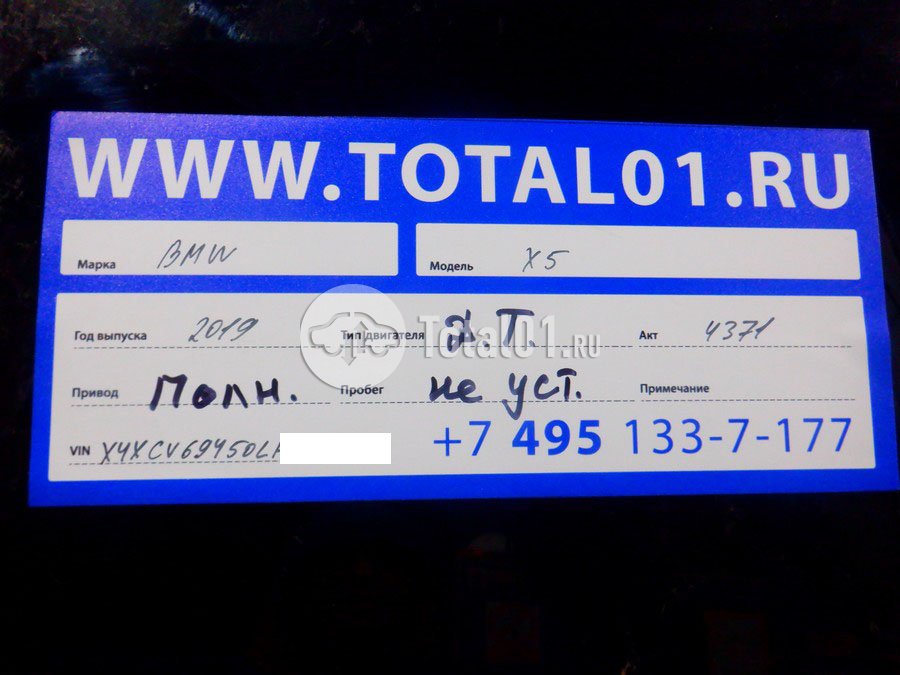 WWW.TOTAL01.RU
Марка BMW Модель X5
Год выпуска 2019 Тип двигателя Д.Т. Акт 4371
Total01.RU
Привод Полн. Пробег не уст. Примечание
VIN X4XCV69450L
+7 495 133-7-177